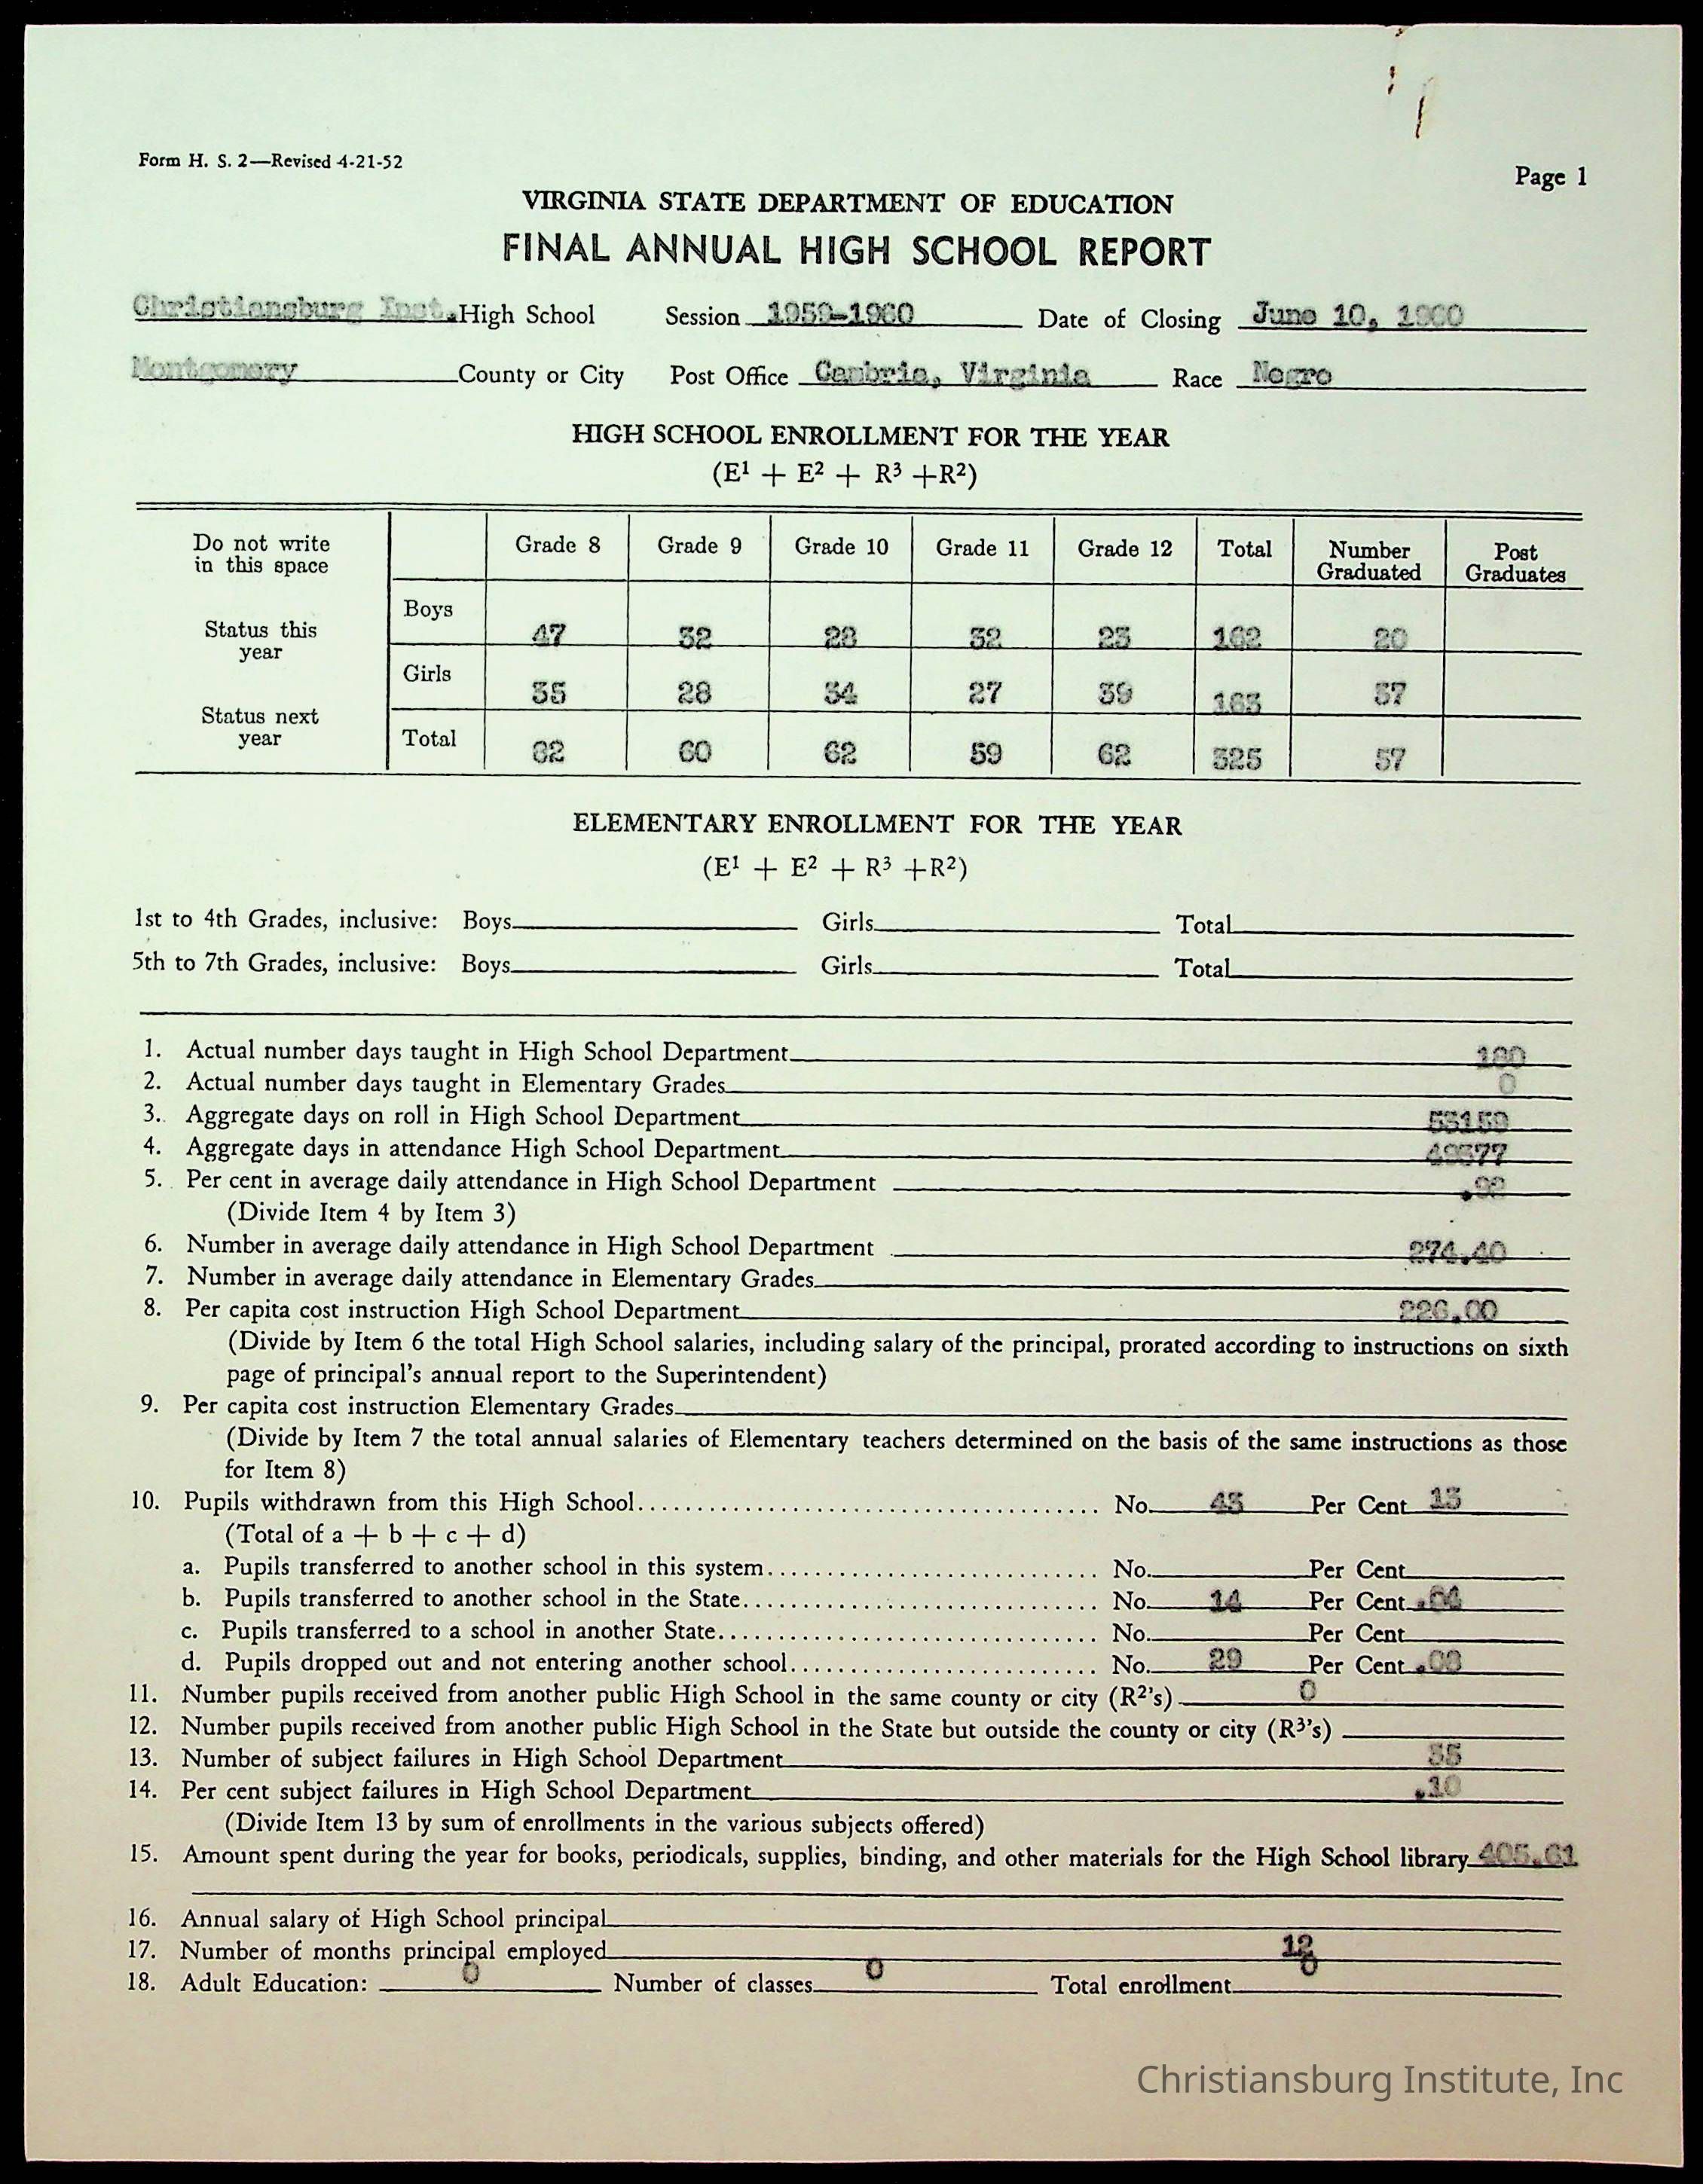 Form H. S. 2—Revised 4-21-52
Page 1
VIRGINIA STATE DEPARTMENT OF EDUCATION
FINAL ANNUAL HIGH SCHOOL REPORT
Christiansburg Inst. High School Session 1959-1960 Date of Closing June 10, 1960
Montgomery County or City Post Office Cambria, Virginia Race Negro
HIGH SCHOOL ENROLLMENT FOR THE YEAR
(E¹ + E² + R³ +R²)
Do not write in this space Grade 8 Grade 9 Grade 10 Grade 11 Grade 12 Total Number Graduated Post Graduates
Status this year Boys 47 32 28 32 23 162 20
Girls 35 28 34 27 39 163 37
Status next year Total 82 60 62 59 62 325 57
ELEMENTARY ENROLLMENT FOR THE YEAR
(E¹ + E² + R³ +R²)
1st to 4th Grades, inclusive: Boys Girls Total
5th to 7th Grades, inclusive: Boys Girls Total
1. Actual number days taught in High School Department 180
2. Actual number days taught in Elementary Grades 0
3. Aggregate days on roll in High School Department 53159
4. Aggregate days in attendance High School Department 49377
5. Per cent in average daily attendance in High School Department .92
(Divide Item 4 by Item 3)
6. Number in average daily attendance in High School Department 274.40
7. Number in average daily attendance in Elementary Grades
8. Per capita cost instruction High School Department 226.00
(Divide by Item 6 the total High School salaries, including salary of the principal, prorated according to instructions on sixth
page of principal's annual report to the Superintendent)
9. Per capita cost instruction Elementary Grades
(Divide by Item 7 the total annual salaries of Elementary teachers determined on the basis of the same instructions as those
for Item 8)
10. Pupils withdrawn from this High School No. 43 Per Cent 13
(Total of a + b + c + d)
a. Pupils transferred to another school in this system No. Per Cent
b. Pupils transferred to another school in the State No. 14 Per Cent .04
c. Pupils transferred to a school in another State No. Per Cent
d. Pupils dropped out and not entering another school No. 29 Per Cent
11. Number pupils received from another public High School in the same county or city (R²'s) 0
12. Number pupils received from another public High School in the State but outside the county or city (R³'s)
13. Number of subject failures in High School Department 35
14. Per cent subject failures in High School Department .10
(Divide Item 13 by sum of enrollments in the various subjects offered)
15. Amount spent during the year for books, periodicals, supplies, binding, and other materials for the High School library 405.61
16. Annual salary of High School principal
17. Number of months principal employed 12
18. Adult Education: 0 Number of classes 0 Total enrollment 0
Christiansburg Institute, Inc